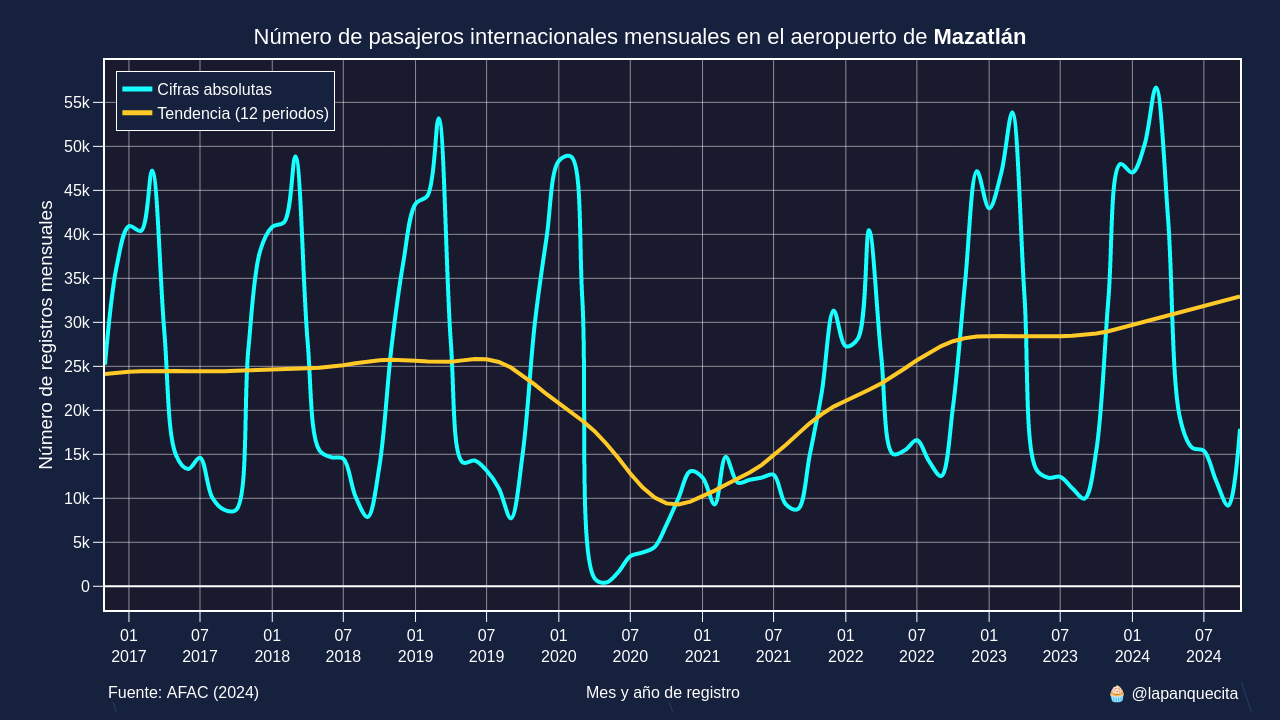 Número de pasajeros internacionales mensuales en el aeropuerto de Mazatlán
Cifras absolutas
Tendencia (12 periodos)
Número de registros mensuales
55k
50k
45k
40k
35k
30k
25k
20k
15k
10k
5k
0
01 07 01 07 01 07 01 07 01 07 01 07 01 07 01 07
2017 2017 2018 2018 2019 2019 2020 2020 2021 2021 2022 2022 2023 2023 2024 2024
Fuente: AFAC (2024) Mes y año de registro 🧁 @lapanquecita